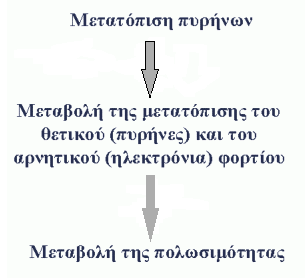 Μετατόπιση πυρήνων
Μεταβολή της μετατόπισης του
θετικού (πυρήνες) και του
αρνητικού (ηλεκτρόνια) φορτίου
Μεταβολή της πολωσιμότητας